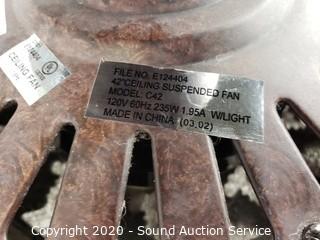 E124404
CEILING FAN
FILE NO. E124404
42"CEILING SUSPENDED FAN
MODEL: C42
120V 60Hz 235W 1.95A W/LIGHT
MADE IN CHINA (03.02)
Copyright 2020 - Sound Auction Service